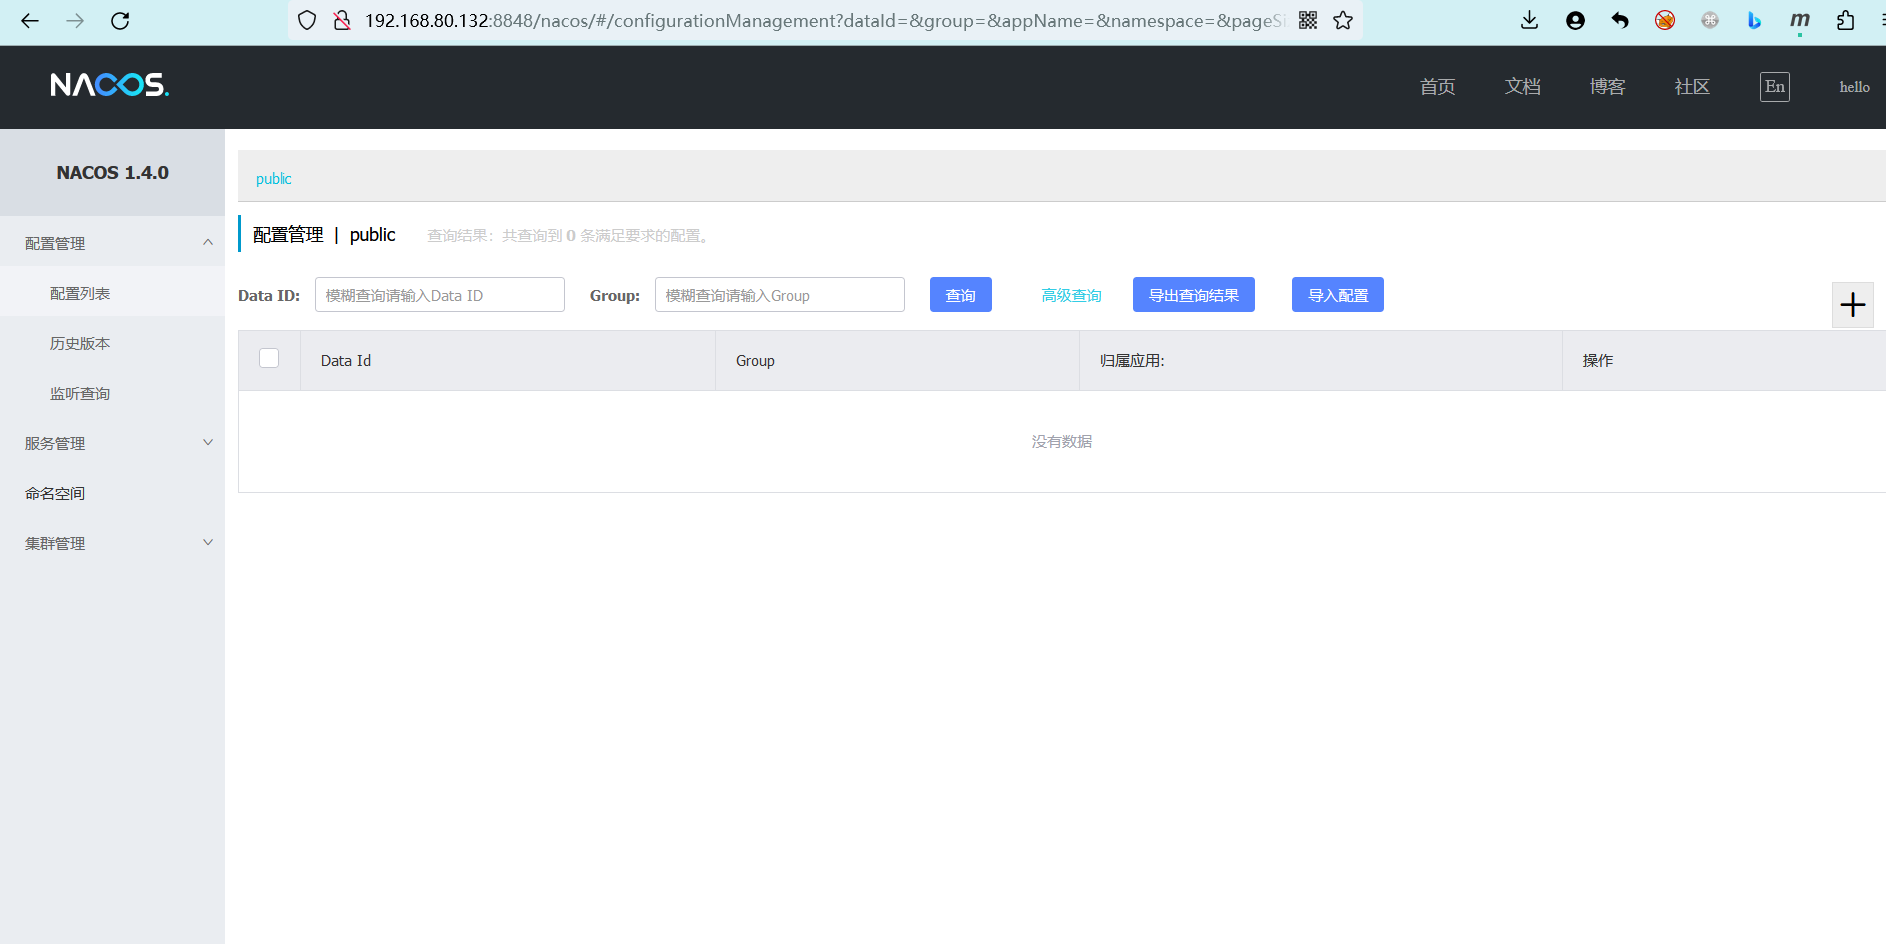 192.168.80.132:8848/nacos/#/configurationManagement?dataId=&group=&appName=&namespace=&pageSi
NACOS.
首页 文档 博客 社区 En hello
NACOS 1.4.0
配置管理
配置列表
历史版本
监听查询
服务管理
命名空间
集群管理
public
配置管理 | public 查询结果：共查询到 0 条满足要求的配置。
Data ID: 模糊查询请输入Data ID Group: 模糊查询请输入Group 查询 高级查询 导出查询结果 导入配置
Data Id Group 归属应用: 操作
没有数据